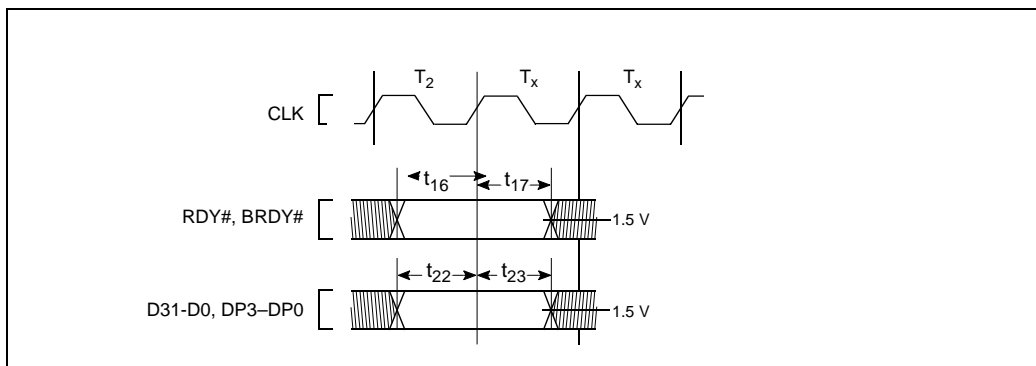 T2 Tx Tx
CLK
t16 t17
RDY#, BRDY#
1.5 V
t22 t23
D31-D0, DP3–DP0
1.5 V